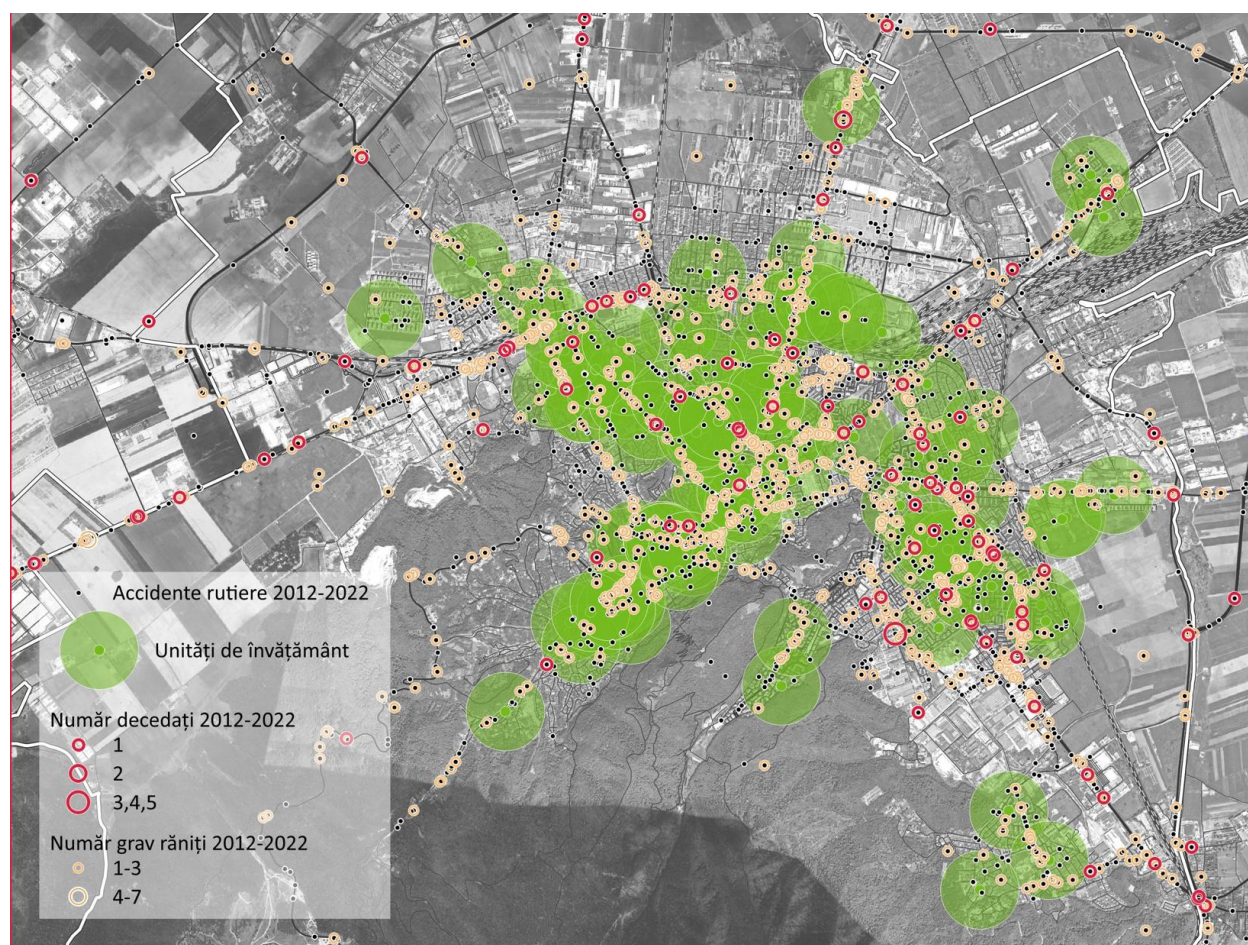 Accidente rutiere 2012-2022
Unități de învățământ
Număr decedați 2012-2022
1
2
3,4,5
Număr grav răniți 2012-2022
1-3
4-7